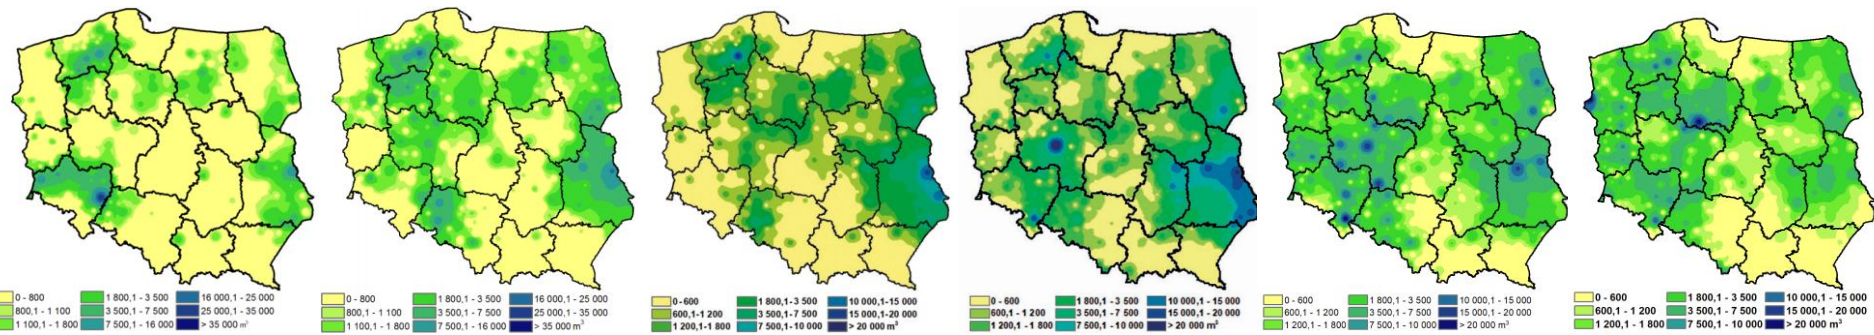 0 - 800
1 800,1 - 3 500
16 000,1 - 25 000
800,1 - 1 100
3 500,1 - 7 500
25 000,1 - 35 000
1 100,1 - 1 800
7 500,1 - 16 000
> 35 000 m³
0 - 800
1 800,1 - 3 500
16 000,1 - 25 000
800,1 - 1 100
3 500,1 - 7 500
25 000,1 - 35 000
1 100,1 - 1 800
7 500,1 - 16 000
> 35 000 m³
0-600
1 800,1-3 500
10 000,1-15 000
600,1-1 200
3 500,1-7 500
15 000,1-20 000
1 200,1-1 800
7 500,1-10 000
> 20 000 m³
0 - 600
1 800,1 - 3 500
10 000,1 - 15 000
600,1 - 1 200
3 500,1 - 7 500
15 000,1 - 20 000
1 200,1 - 1 800
7 500,1 - 10 000
> 20 000 m³
0 - 600
1 800,1 - 3 500
10 000,1 - 15 000
600,1 - 1 200
3 500,1 - 7 500
15 000,1 - 20 000
1 200,1 - 1 800
7 500,1 - 10 000
> 20 000 m³
0 - 600
1 800,1 - 3 500
10 000,1 - 15 000
600,1 - 1 200
3 500,1 - 7 500
15 000,1 - 20 000
1 200,1 - 1 800
7 500,1 - 10 000
> 20 000 m³